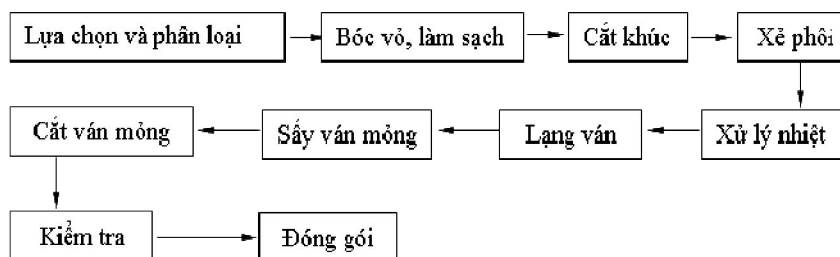 Lựa chọn và phân loại
Bóc vỏ, làm sạch
Cắt khúc
Xẻ phôi
Xử lý nhiệt
Lạng ván
Sấy ván mỏng
Cắt ván mỏng
Kiểm tra
Đóng gói